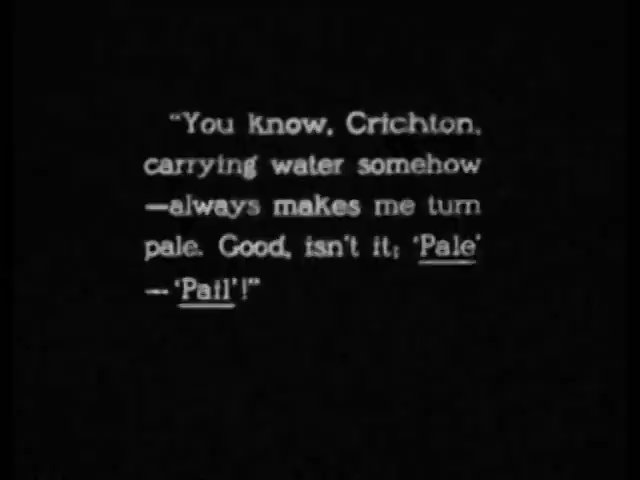 "You know, Crichton,
carrying water somehow
—always makes me turn
pale. Good, isn't it; 'Pale'
—'Pail'!"